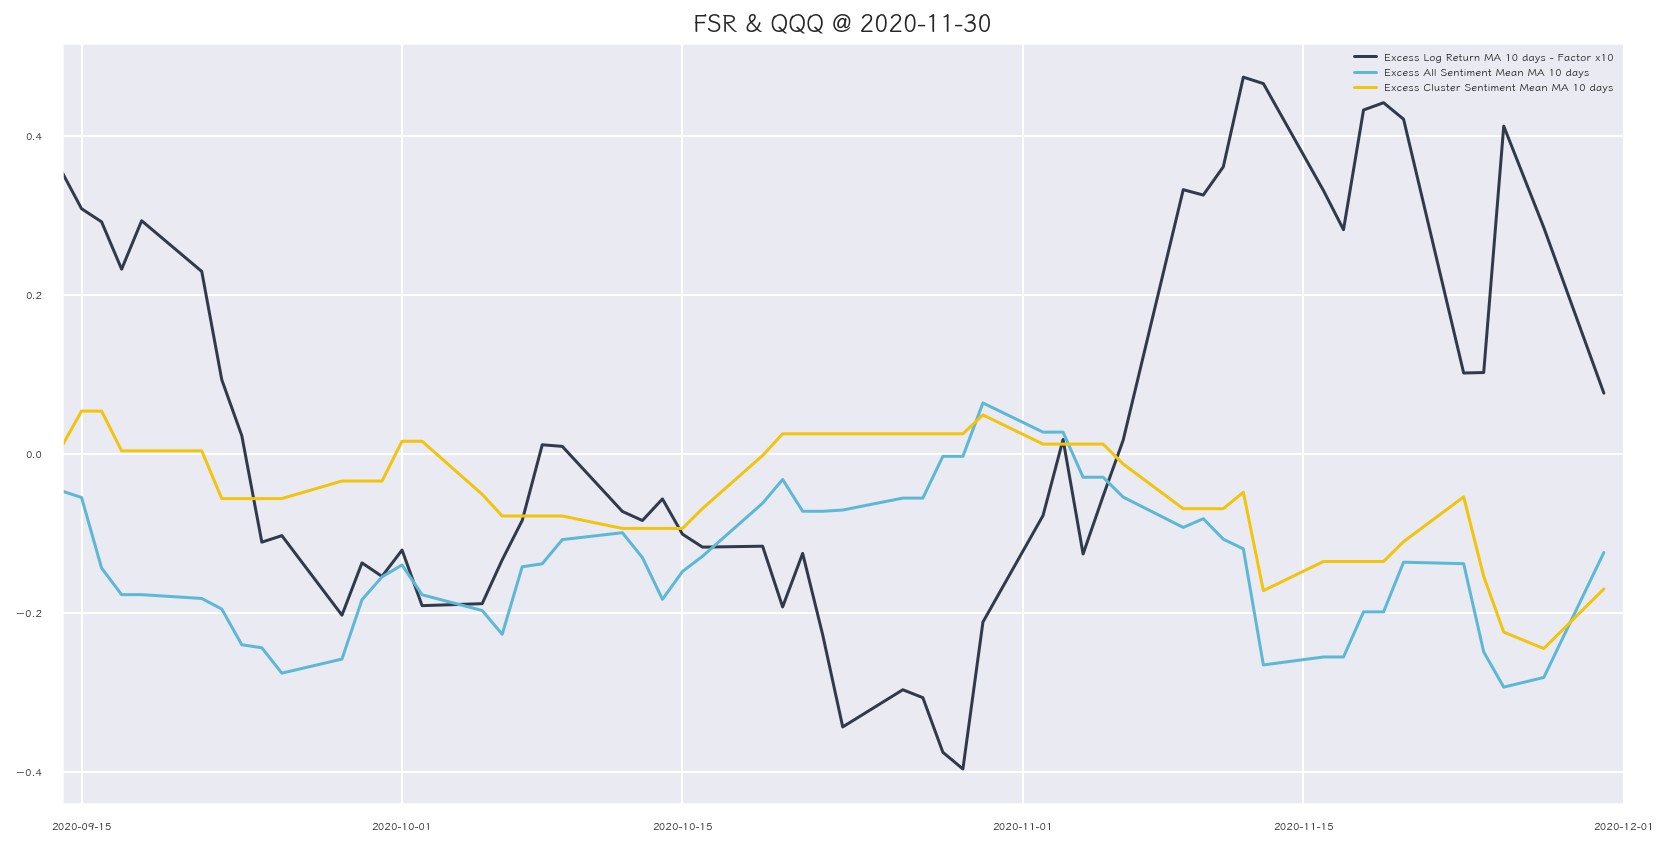 FSR & QQQ @ 2020-11-30
Excess Log Return MA 10 days - Factor x10
Excess All Sentiment Mean MA 10 days
Excess Cluster Sentiment Mean MA 10 days
0.4
0.2
0.0
−0.2
−0.4
2020-09-15
2020-10-01
2020-10-15
2020-11-01
2020-11-15
2020-12-01